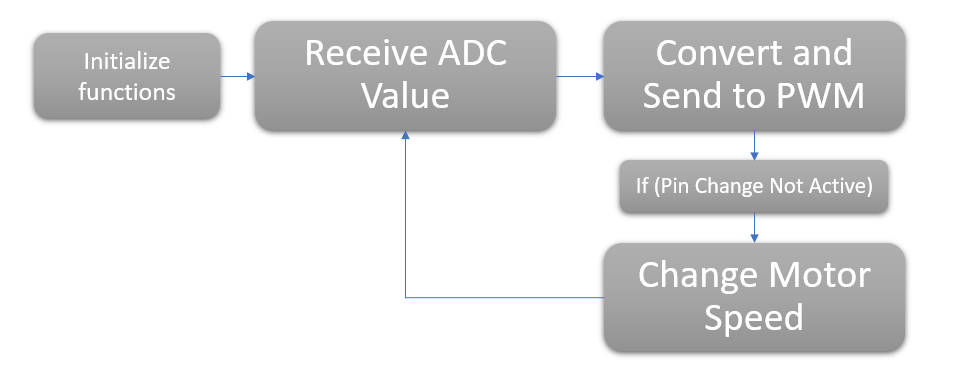 Initialize
functions
Receive ADC
Value
Convert and
Send to PWM
If (Pin Change Not Active)
Change Motor
Speed